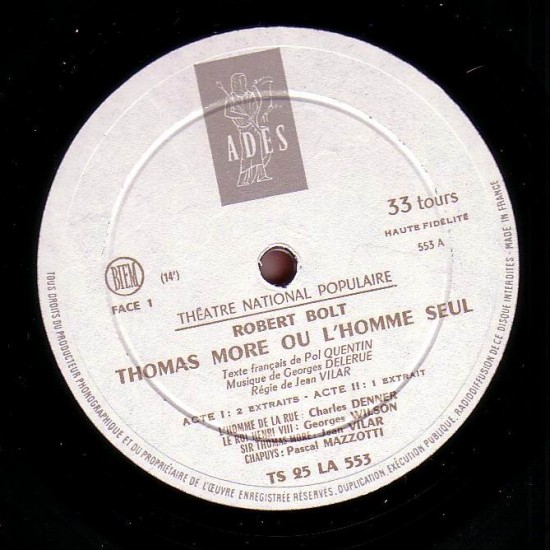 ADÈS
33 tours
HAUTE FIDÉLITÉ
553 A
BIEM
(14')
FACE 1
THÉATRE NATIONAL POPULAIRE
ROBERT BOLT
THOMAS MORE OU L'HOMME SEUL
Texte français de Pol QUENTIN
Musique de Georges DELERUE
Régie de Jean VILAR
ACTE I : 2 EXTRAITS - ACTE II : 1 EXTRAIT
L'HOMME DE LA RUE : Charles DENNER
LE ROI HENRI VIII : Georges WILSON
SIR THOMAS MORE : Jean VILAR
CHAPUYS : Pascal MAZZOTTI
TS 25 LA 553
TOUS DROITS DU PRODUCTEUR PHONOGRAPHIQUE ET DU PROPRIÉTAIRE DE L'ŒUVRE ENREGISTRÉE RÉSERVÉS. DUPLICATION, EXÉCUTION PUBLIQUE, RADIODIFFUSION DE CE DISQUE INTERDITES - MADE IN FRANCE